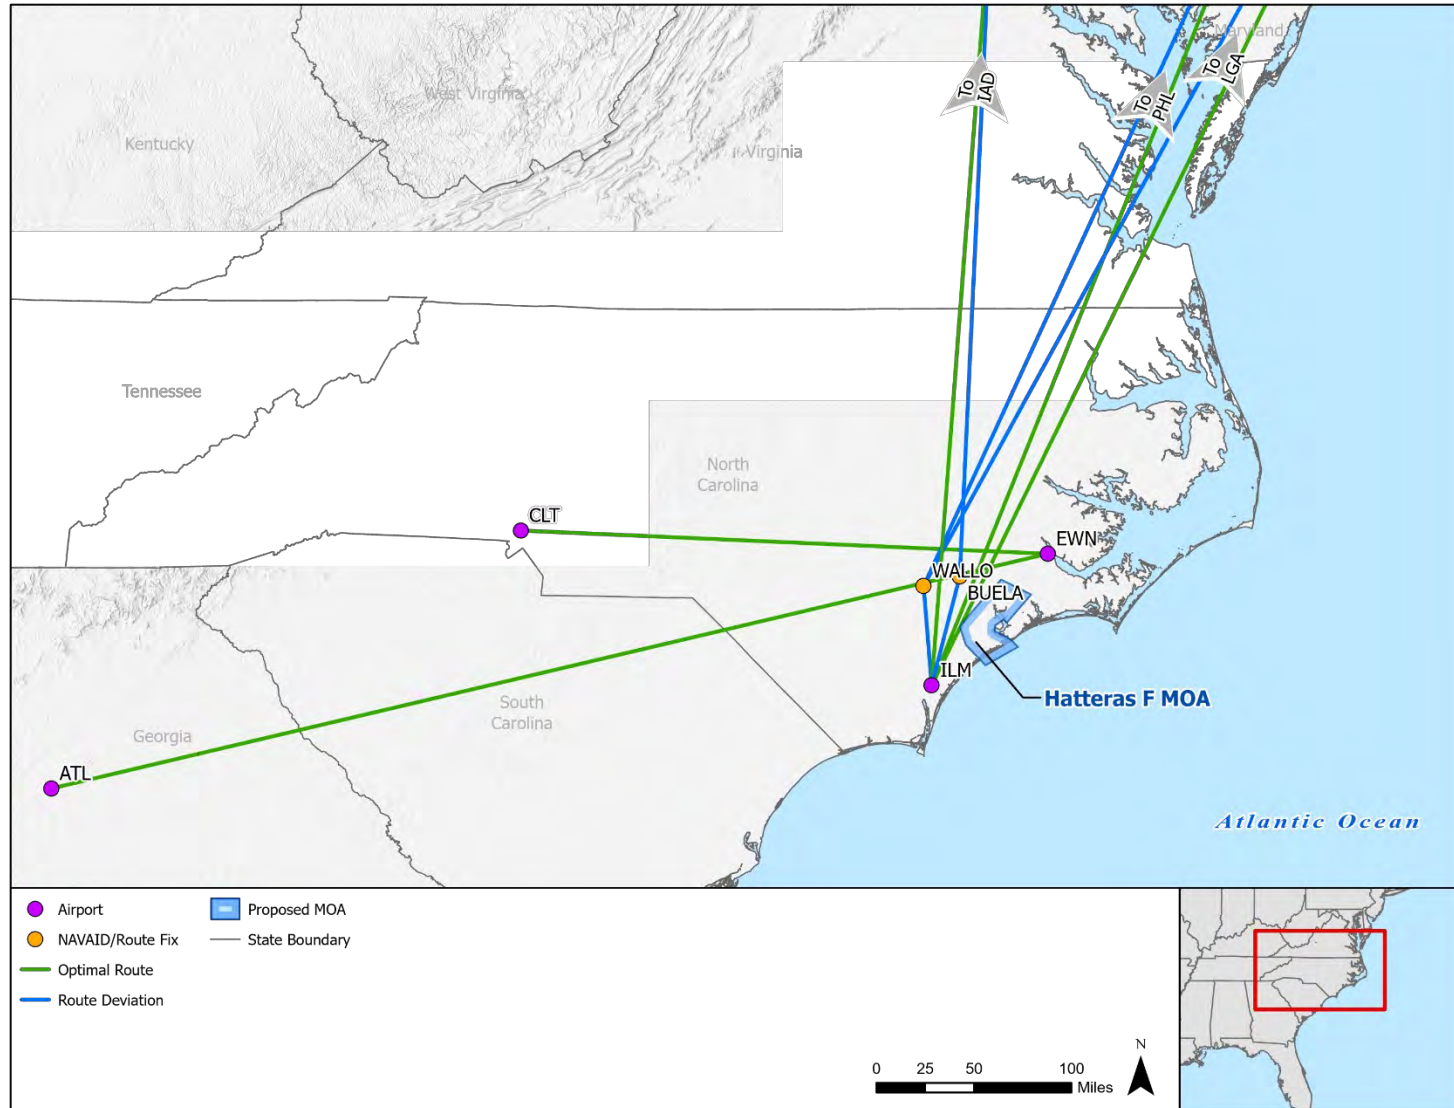 Maryland
To
IAD
To
PHL
To
LGA
West Virginia
Kentucky
Virginia
Tennessee
North
Carolina
CLT
EWN
WALLO
BUELA
ILM
Hatteras F MOA
South
Carolina
Georgia
ATL
Atlantic Ocean
Airport
NAVAID/Route Fix
Optimal Route
Route Deviation
Proposed MOA
State Boundary
0 25 50 100
Miles
N